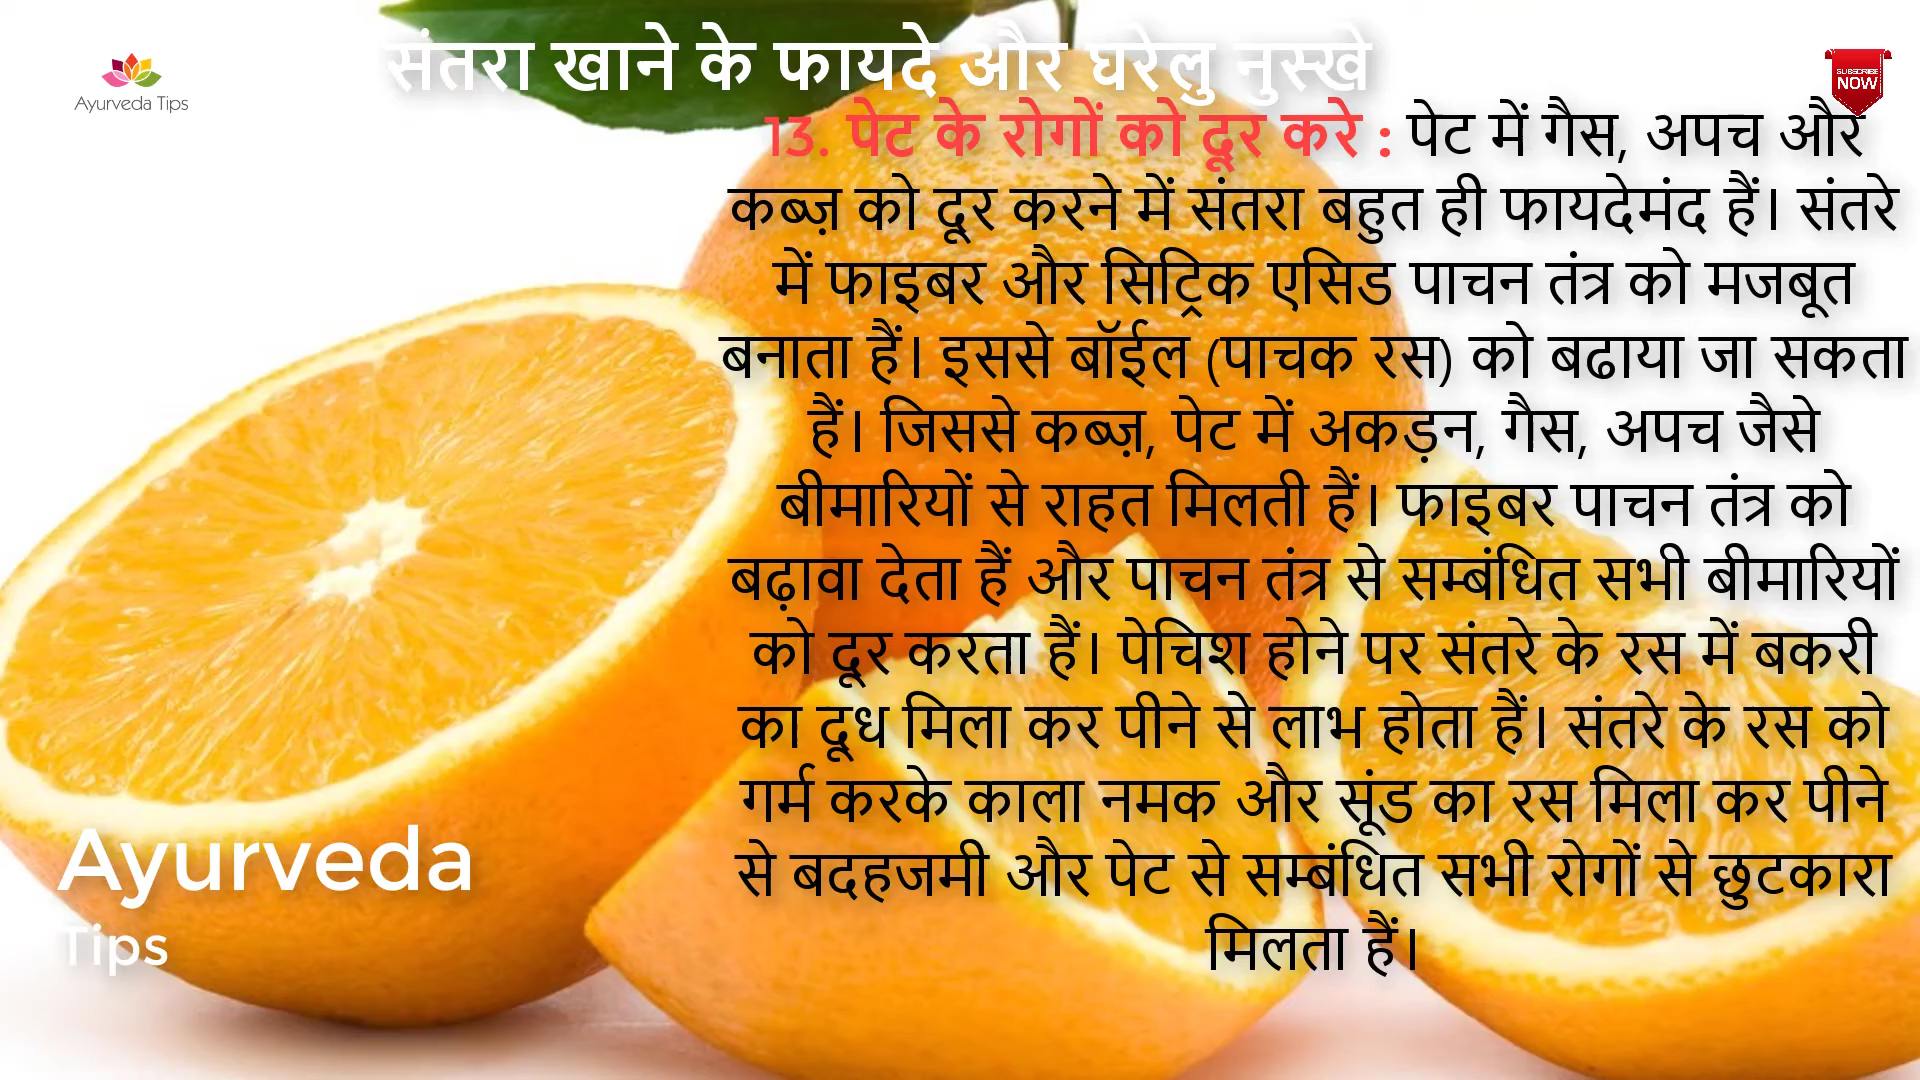 संतरा खाने के फायदे और घरेलु नुस्खे
Ayurveda Tips
SUBSCRIBE
NOW
13. पेट के रोगों को दूर करे : पेट में गैस, अपच और
कब्ज़ को दूर करने में संतरा बहुत ही फायदेमंद हैं। संतरे
में फाइबर और सिट्रिक एसिड पाचन तंत्र को मजबूत
बनाता हैं। इससे बॉईल (पाचक रस) को बढाया जा सकता
हैं। जिससे कब्ज़, पेट में अकड़न, गैस, अपच जैसे
बीमारियों से राहत मिलती हैं। फाइबर पाचन तंत्र को
बढ़ावा देता हैं और पाचन तंत्र से सम्बंधित सभी बीमारियों
को दूर करता हैं। पेचिश होने पर संतरे के रस में बकरी
का दूध मिला कर पीने से लाभ होता हैं। संतरे के रस को
गर्म करके काला नमक और सूंड का रस मिला कर पीने
से बदहजमी और पेट से सम्बंधित सभी रोगों से छुटकारा
मिलता हैं।
Ayurveda
Tips